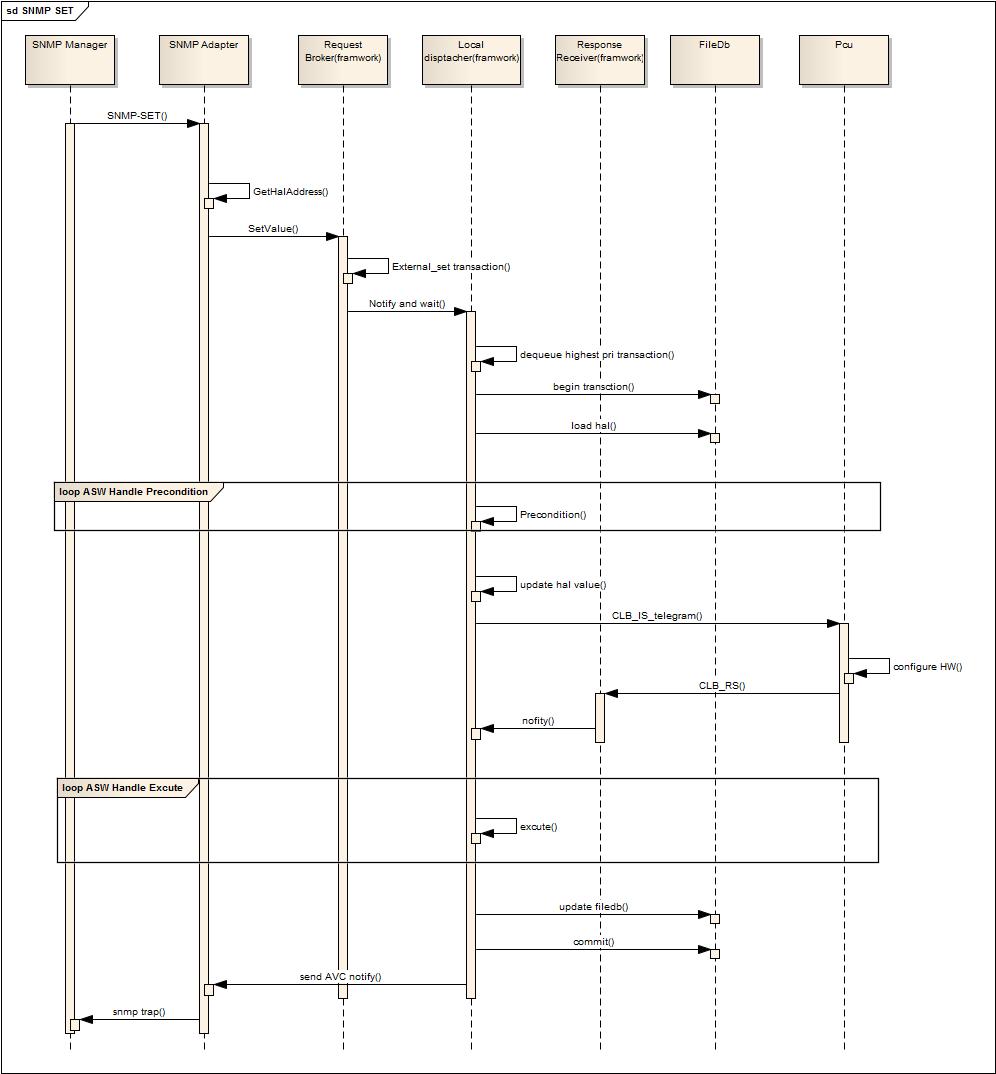 sd SNMP SET
SNMP Manager
SNMP Adapter
Request
Broker(framwork)
Local
disptacher(framwork)
Response
Receiver(framwork)
FileDb
Pcu
SNMP-SET()
GetHalAddress()
SetValue()
External_set transaction()
Notify and wait()
dequeue highest pri transaction()
begin transction()
load hal()
loop ASW Handle Precondition
Precondition()
update hal value()
CLB_IS_telegram()
configure HW()
CLB_RS()
nofity()
loop ASW Handle Excute
excute()
update filedb()
commit()
send AVC notify()
snmp trap()